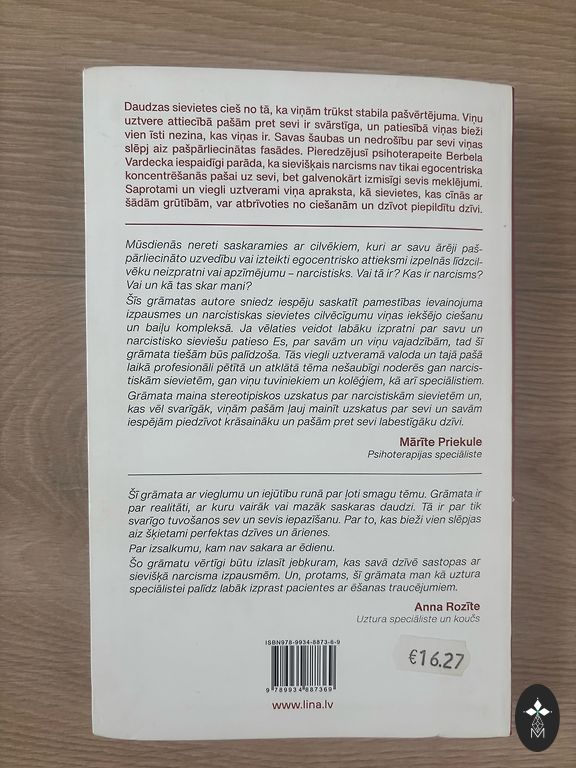 Daudzas sievietes cieš no tā, ka viņām trūkst stabila pašvērtējuma. Viņu
uztvere attiecībā pašām pret sevi ir svārstīga, un patiesībā viņas bieži
vien īsti nezina, kas viņas ir. Savas šaubas un nedrošību par sevi viņas
slēpj aiz pašpārliecinātas fasādes. Pieredzējusī psihoterapeite Berbela
Vardecka iespaidīgi parāda, ka sievišķais narcisms nav tikai egocentriska
koncentrēšanās pašai uz sevi, bet galvenokārt izmisīgi sevis meklējumi.
Saprotami un viegli uztverami viņa apraksta, kā sievietes, kas cīnās ar
šādām grūtībām, var atbrīvoties no ciešanām un dzīvot piepildītu dzīvi.
Mūsdienās nereti saskaramies ar cilvēkiem, kuri ar savu ārēji paš-
pārliecināto uzvedību vai izteikti egocentrisko attieksmi izpelnās līdzcil-
vēku neizpratni vai apzīmējumu – narcistisks. Vai tā ir? Kas ir narcisms?
Vai un kā tas skar mani?
Šīs grāmatas autore sniedz iespēju saskatīt pamestības ievainojuma
izpausmes un narcistiskas sievietes cilvēcīgumu viņas iekšējo ciešanu
un baiļu kompleksā. Ja vēlaties veidot labāku izpratni par savu un
narcistisko sieviešu patieso Es, par savām un viņu vajadzībām, tad šī
grāmata tiešām būs palīdzoša. Tās viegli uztveramā valoda un tajā pašā
laikā profesionāli pētītā un atklātā tēma nešaubīgi noderēs gan narcis-
tiskām sievietēm, gan viņu tuviniekiem un kolēģiem, kā arī speciālistiem.
Grāmata maina stereotipiskos uzskatus par narcistiskām sievietēm un,
kas vēl svarīgāk, viņām pašām ļauj mainīt uzskatus par sevi un savām
iespējām piedzīvot krāsaināku un pašām pret sevi labestīgāku dzīvi.
Mārīte Priekule
Psihoterapijas speciāliste
Šī grāmata ar vieglumu un iejūtību runā par ļoti smagu tēmu. Grāmata ir
par realitāti, ar kuru vairāk vai mazāk saskaras daudzi. Tā ir par tik
svarīgo tuvošanos sev un sevis iepazīšanu. Par to, kas bieži vien slēpjas
aiz šķietami perfektas dzīves un ārienes.
Par izsalkumu, kam nav sakara ar ēdienu.
Šo grāmatu vērtīgi būtu izlasīt jebkuram, kas savā dzīvē sastopas ar
sievišķā narcisma izpausmēm. Un, protams, šī grāmata man kā uztura
speciālistei palīdz labāk izprast pacientes ar ēšanas traucējumiem.
Anna Rozīte
Uztura speciāliste un koučs
ISBN978-9934-8873-6-9
9 789934 887369
€16.27
www.lina.lv
M